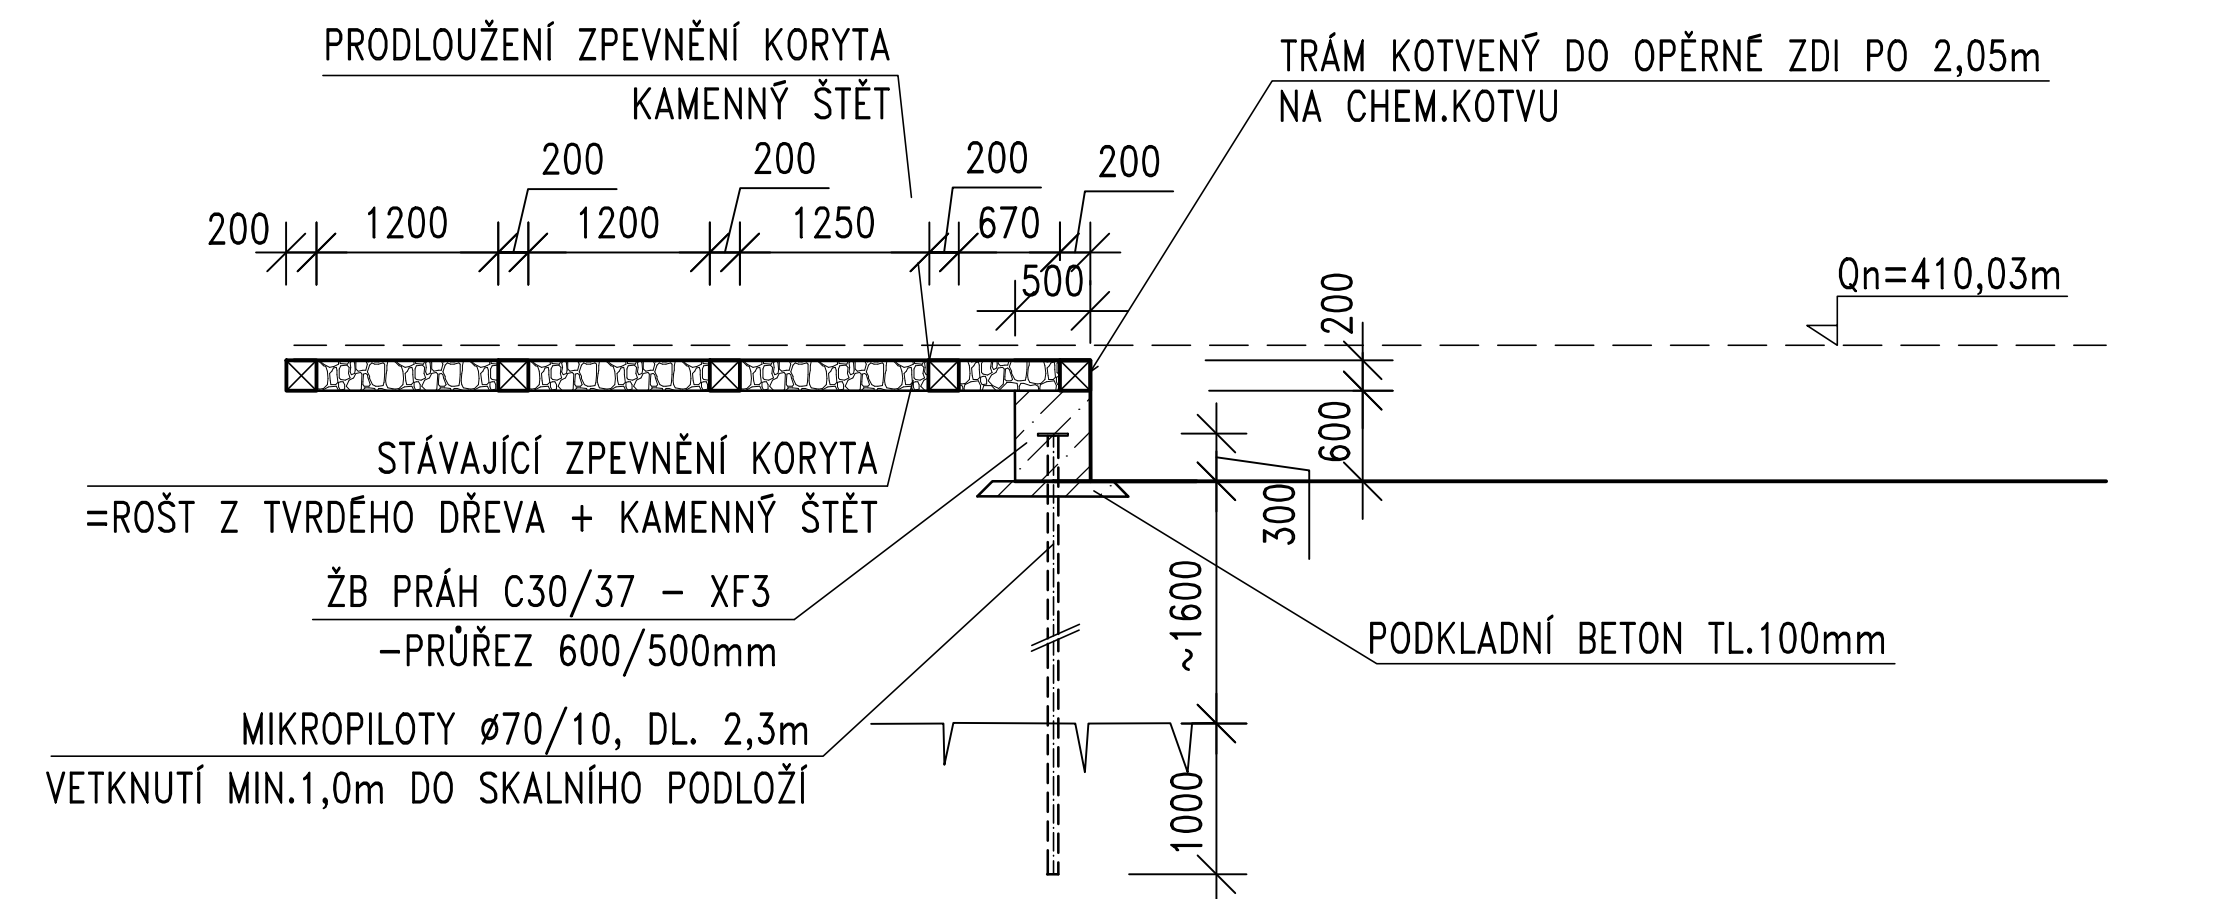 PRODLOUŽENÍ ZPEVNĚNÍ KORYTA
KAMENNÝ ŠTĚT
TRÁM KOTVENÝ DO OPĚRNÉ ZDI PO 2,05m
NA CHEM.KOTVU
200
200
200
200
200
1200
1200
1250
670
500
200
Qn=410,03m
600
STÁVAJÍCÍ ZPEVNĚNÍ KORYTA
=ROŠT Z TVRDÉHO DŘEVA + KAMENNÝ ŠTĚT
300
ŽB PRÁH C30/37 – XF3
–PRŮŘEZ 600/500mm
~1600
PODKLADNÍ BETON TL.100mm
MIKROPILOTY ø70/10, DL. 2,3m
VETKNUTÍ MIN.1,0m DO SKALNÍHO PODLOŽÍ
1000